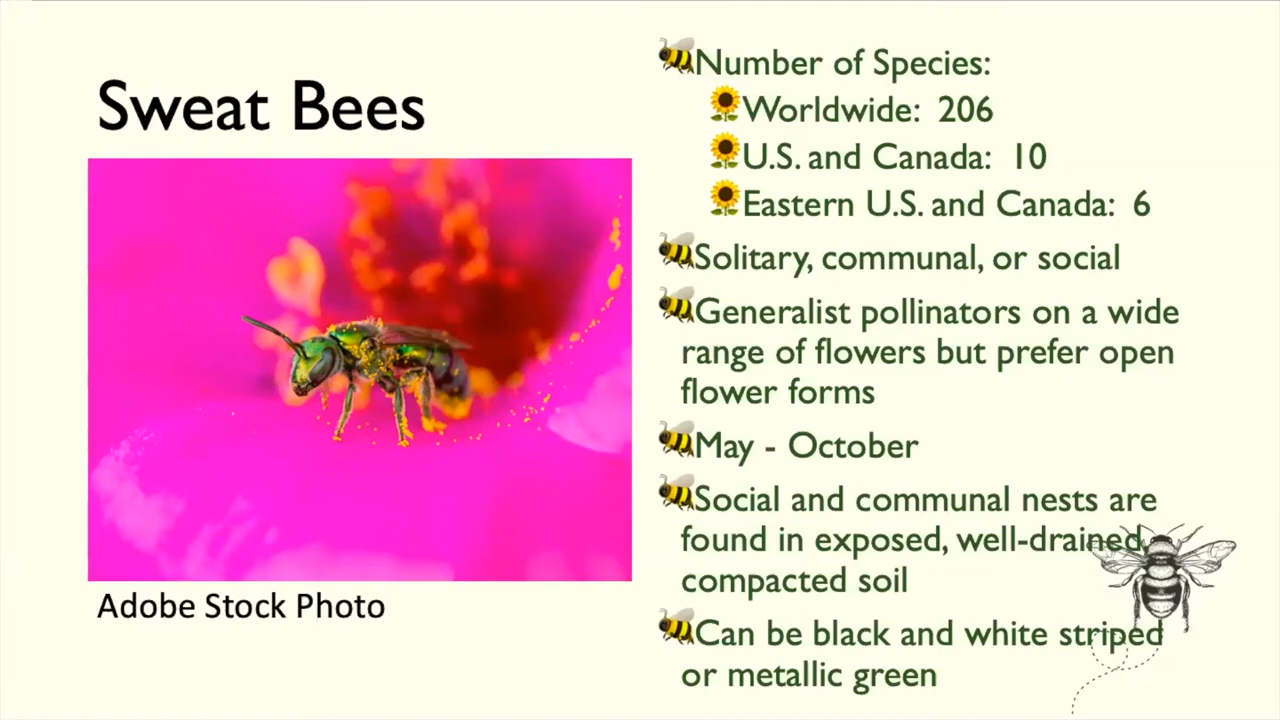 Sweat Bees
Adobe Stock Photo
Number of Species:
Worldwide: 206
U.S. and Canada: 10
Eastern U.S. and Canada: 6
Solitary, communal, or social
Generalist pollinators on a wide
range of flowers but prefer open
flower forms
May - October
Social and communal nests are
found in exposed, well-drained,
compacted soil
Can be black and white striped
or metallic green